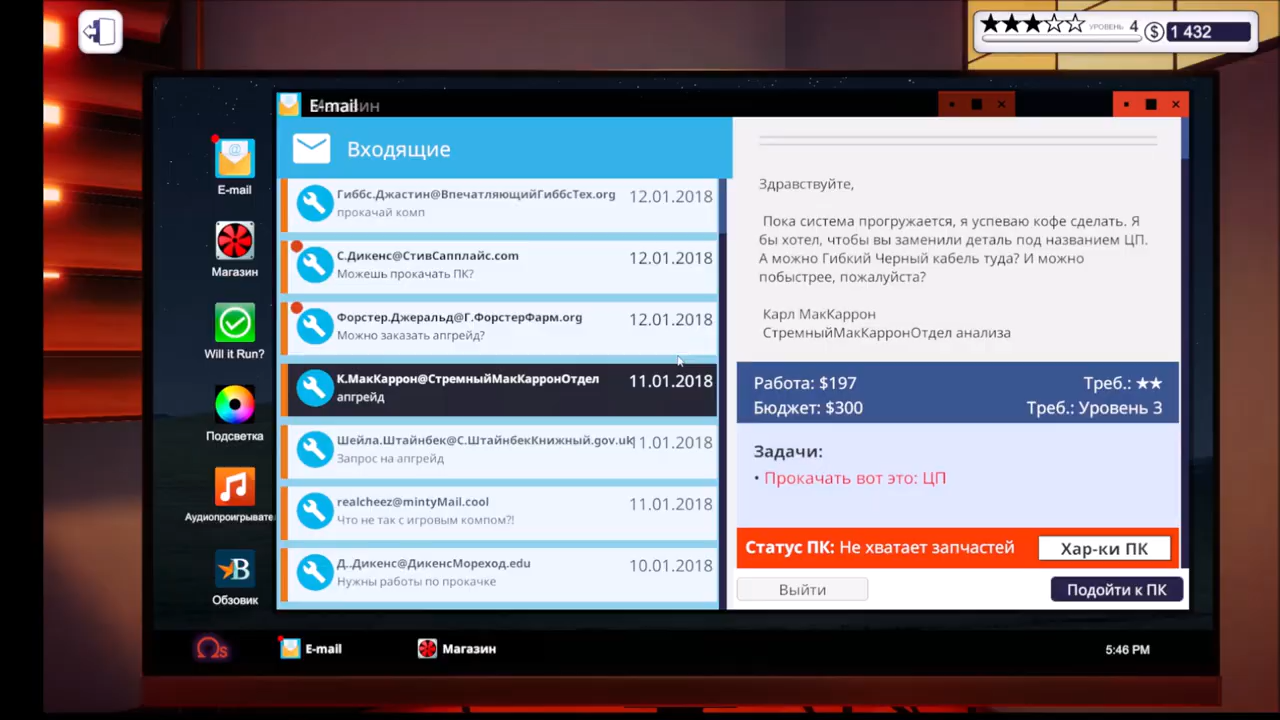 УРОВЕНЬ 4
$ 1 432
E-mail
Входящие
Гиббс.Джастин@ВпечатляющийГиббсТех.org 12.01.2018
прокачай комп
С.Дикенс@СтивСапплайс.com 12.01.2018
Можешь прокачать ПК?
Форстер.Джеральд@Г.ФорстерФарм.org 12.01.2018
Можно заказать апгрейд?
К.МакКаррон@СтремныйМакКарронОтдел 11.01.2018
апгрейд
Шейла.Штайнбек@С.ШтайнбекКнижный.gov.uk 11.01.2018
Запрос на апгрейд
realcheez@mintyMail.cool 11.01.2018
Что не так с игровым компом?!
Д..Дикенс@ДикенсМореход.edu 10.01.2018
Нужны работы по прокачке
Здравствуйте,
Пока система прогружается, я успеваю кофе сделать. Я
бы хотел, чтобы вы заменили деталь под названием ЦП.
А можно Гибкий Черный кабель туда? И можно
побыстрее, пожалуйста?
Карл МакКаррон
СтремныйМакКарронОтдел анализа
Работа: $197 Треб.: ★★
Бюджет: $300 Треб.: Уровень 3
Задачи:
• Прокачать вот это: ЦП
Статус ПК: Не хватает запчастей Хар-ки ПК
Выйти Подойти к ПК
E-mail
Магазин
Will it Run?
Подсветка
Аудиопроигрывате
B
Обзовик
Ωs E-mail Магазин 5:46 PM